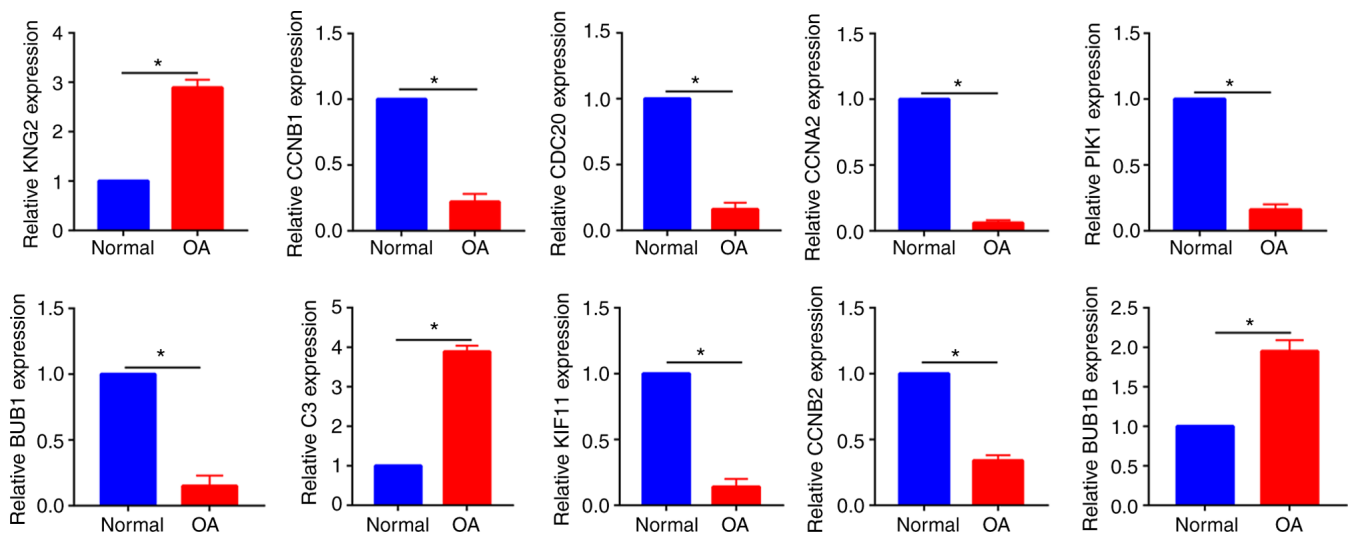 Relative KNG2 expression
4
3
2
1
0
*
Normal OA
Relative CCNB1 expression
1.5
1.0
0.5
0.0
*
Normal OA
Relative CDC20 expression
1.5
1.0
0.5
0.0
*
Normal OA
Relative CCNA2 expression
1.5
1.0
0.5
0.0
*
Normal OA
Relative PIK1 expression
1.5
1.0
0.5
0.0
*
Normal OA
Relative BUB1 expression
1.5
1.0
0.5
0.0
*
Normal OA
Relative C3 expression
5
4
3
2
1
0
*
Normal OA
Relative KIF11 expression
1.5
1.0
0.5
0.0
*
Normal OA
Relative CCNB2 expression
1.5
1.0
0.5
0.0
*
Normal OA
Relative BUB1B expression
2.5
2.0
1.5
1.0
0.5
0.0
*
Normal OA